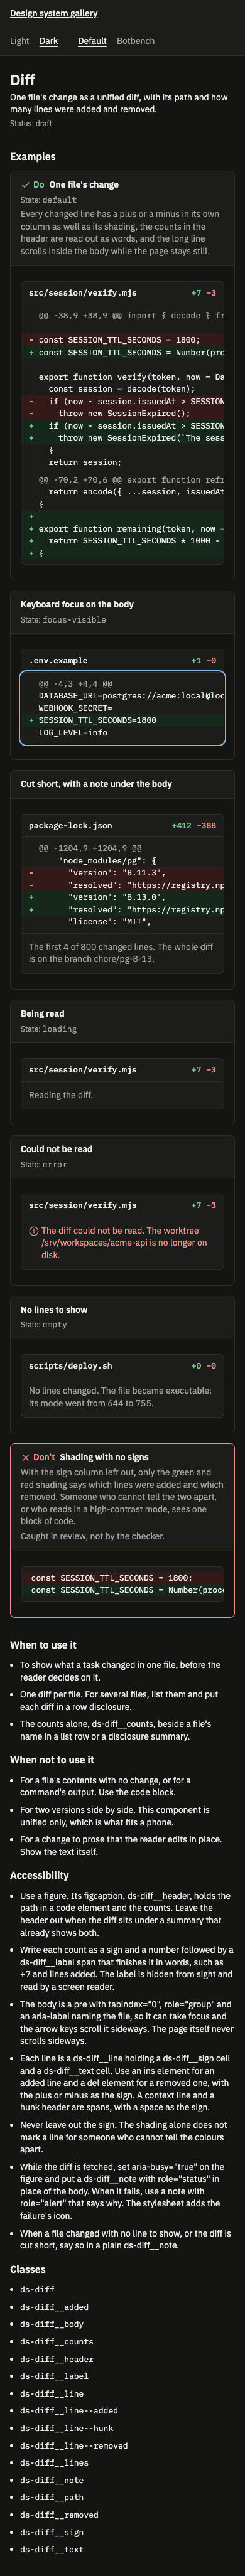 Design system gallery
Light Dark Default Botbench
Diff
One file's change as a unified diff, with its path and how
many lines were added and removed.
Status: draft
Examples
Do One file's change
State: default
Every changed line has a plus or a minus in its own
column as well as its shading, the counts in the
header are read out as words, and the long line
scrolls inside the body while the page stays still.
src/session/verify.mjs +7 −3
@@ -38,9 +38,9 @@ import { decode } fr
- const SESSION_TTL_SECONDS = 1800;
+ const SESSION_TTL_SECONDS = Number(proc
export function verify(token, now = Da
const session = decode(token);
- if (now - session.issuedAt > SESSION
- throw new SessionExpired();
+ if (now - session.issuedAt > SESSION
+ throw new SessionExpired(`The sess
}
return session;
@@ -70,2 +70,6 @@ export function refr
return encode({ ...session, issuedAt
}
+
+ export function remaining(token, now =
+ return SESSION_TTL_SECONDS * 1000 -
+ }
Keyboard focus on the body
State: focus-visible
.env.example +1 −0
@@ -4,3 +4,4 @@
DATABASE_URL=postgres://acme:local@loc
WEBHOOK_SECRET=
+ SESSION_TTL_SECONDS=1800
LOG_LEVEL=info
Cut short, with a note under the body
package-lock.json +412 −388
@@ -1204,9 +1204,9 @@
"node_modules/pg": {
- "version": "8.11.3",
- "resolved": "https://registry.np
+ "version": "8.13.0",
+ "resolved": "https://registry.np
"license": "MIT",
The first 4 of 800 changed lines. The whole diff
is on the branch chore/pg-8-13.
Being read
State: loading
src/session/verify.mjs +7 −3
Reading the diff.
Could not be read
State: error
src/session/verify.mjs +7 −3
The diff could not be read. The worktree
/srv/workspaces/acme-api is no longer on
disk.
No lines to show
State: empty
scripts/deploy.sh +0 −0
No lines changed. The file became executable:
its mode went from 644 to 755.
Don't Shading with no signs
With the sign column left out, only the green and
red shading says which lines were added and which
removed. Someone who cannot tell the two apart,
or who reads in a high-contrast mode, sees one
block of code.
Caught in review, not by the checker.
const SESSION_TTL_SECONDS = 1800;
const SESSION_TTL_SECONDS = Number(proc
When to use it
• To show what a task changed in one file, before the
reader decides on it.
• One diff per file. For several files, list them and put
each diff in a row disclosure.
• The counts alone, ds-diff__counts, beside a file's
name in a list row or a disclosure summary.
When not to use it
• For a file's contents with no change, or for a
command's output. Use the code block.
• For two versions side by side. This component is
unified only, which is what fits a phone.
• For a change to prose that the reader edits in place.
Show the text itself.
Accessibility
• Use a figure. Its figcaption, ds-diff__header, holds the
path in a code element and the counts. Leave the
header out when the diff sits under a summary that
already shows both.
• Write each count as a sign and a number followed by a
ds-diff__label span that finishes it in words, such as
+7 and lines added. The label is hidden from sight and
read by a screen reader.
• The body is a pre with tabindex="0", role="group" and
an aria-label naming the file, so it can take focus and
the arrow keys scroll it sideways. The page itself never
scrolls sideways.
• Each line is a ds-diff__line holding a ds-diff__sign cell
and a ds-diff__text cell. Use an ins element for an
added line and a del element for a removed one, with
the plus or minus as the sign. A context line and a
hunk header are spans, with a space as the sign.
• Never leave out the sign. The shading alone does not
mark a line for someone who cannot tell the colours
apart.
• While the diff is fetched, set aria-busy="true" on the
figure and put a ds-diff__note with role="status" in
place of the body. When it fails, use a note with
role="alert" that says why. The stylesheet adds the
failure's icon.
• When a file changed with no line to show, or the diff is
cut short, say so in a plain ds-diff__note.
Classes
• ds-diff
• ds-diff__added
• ds-diff__body
• ds-diff__counts
• ds-diff__header
• ds-diff__label
• ds-diff__line
• ds-diff__line--added
• ds-diff__line--hunk
• ds-diff__line--removed
• ds-diff__lines
• ds-diff__note
• ds-diff__path
• ds-diff__removed
• ds-diff__sign
• ds-diff__text